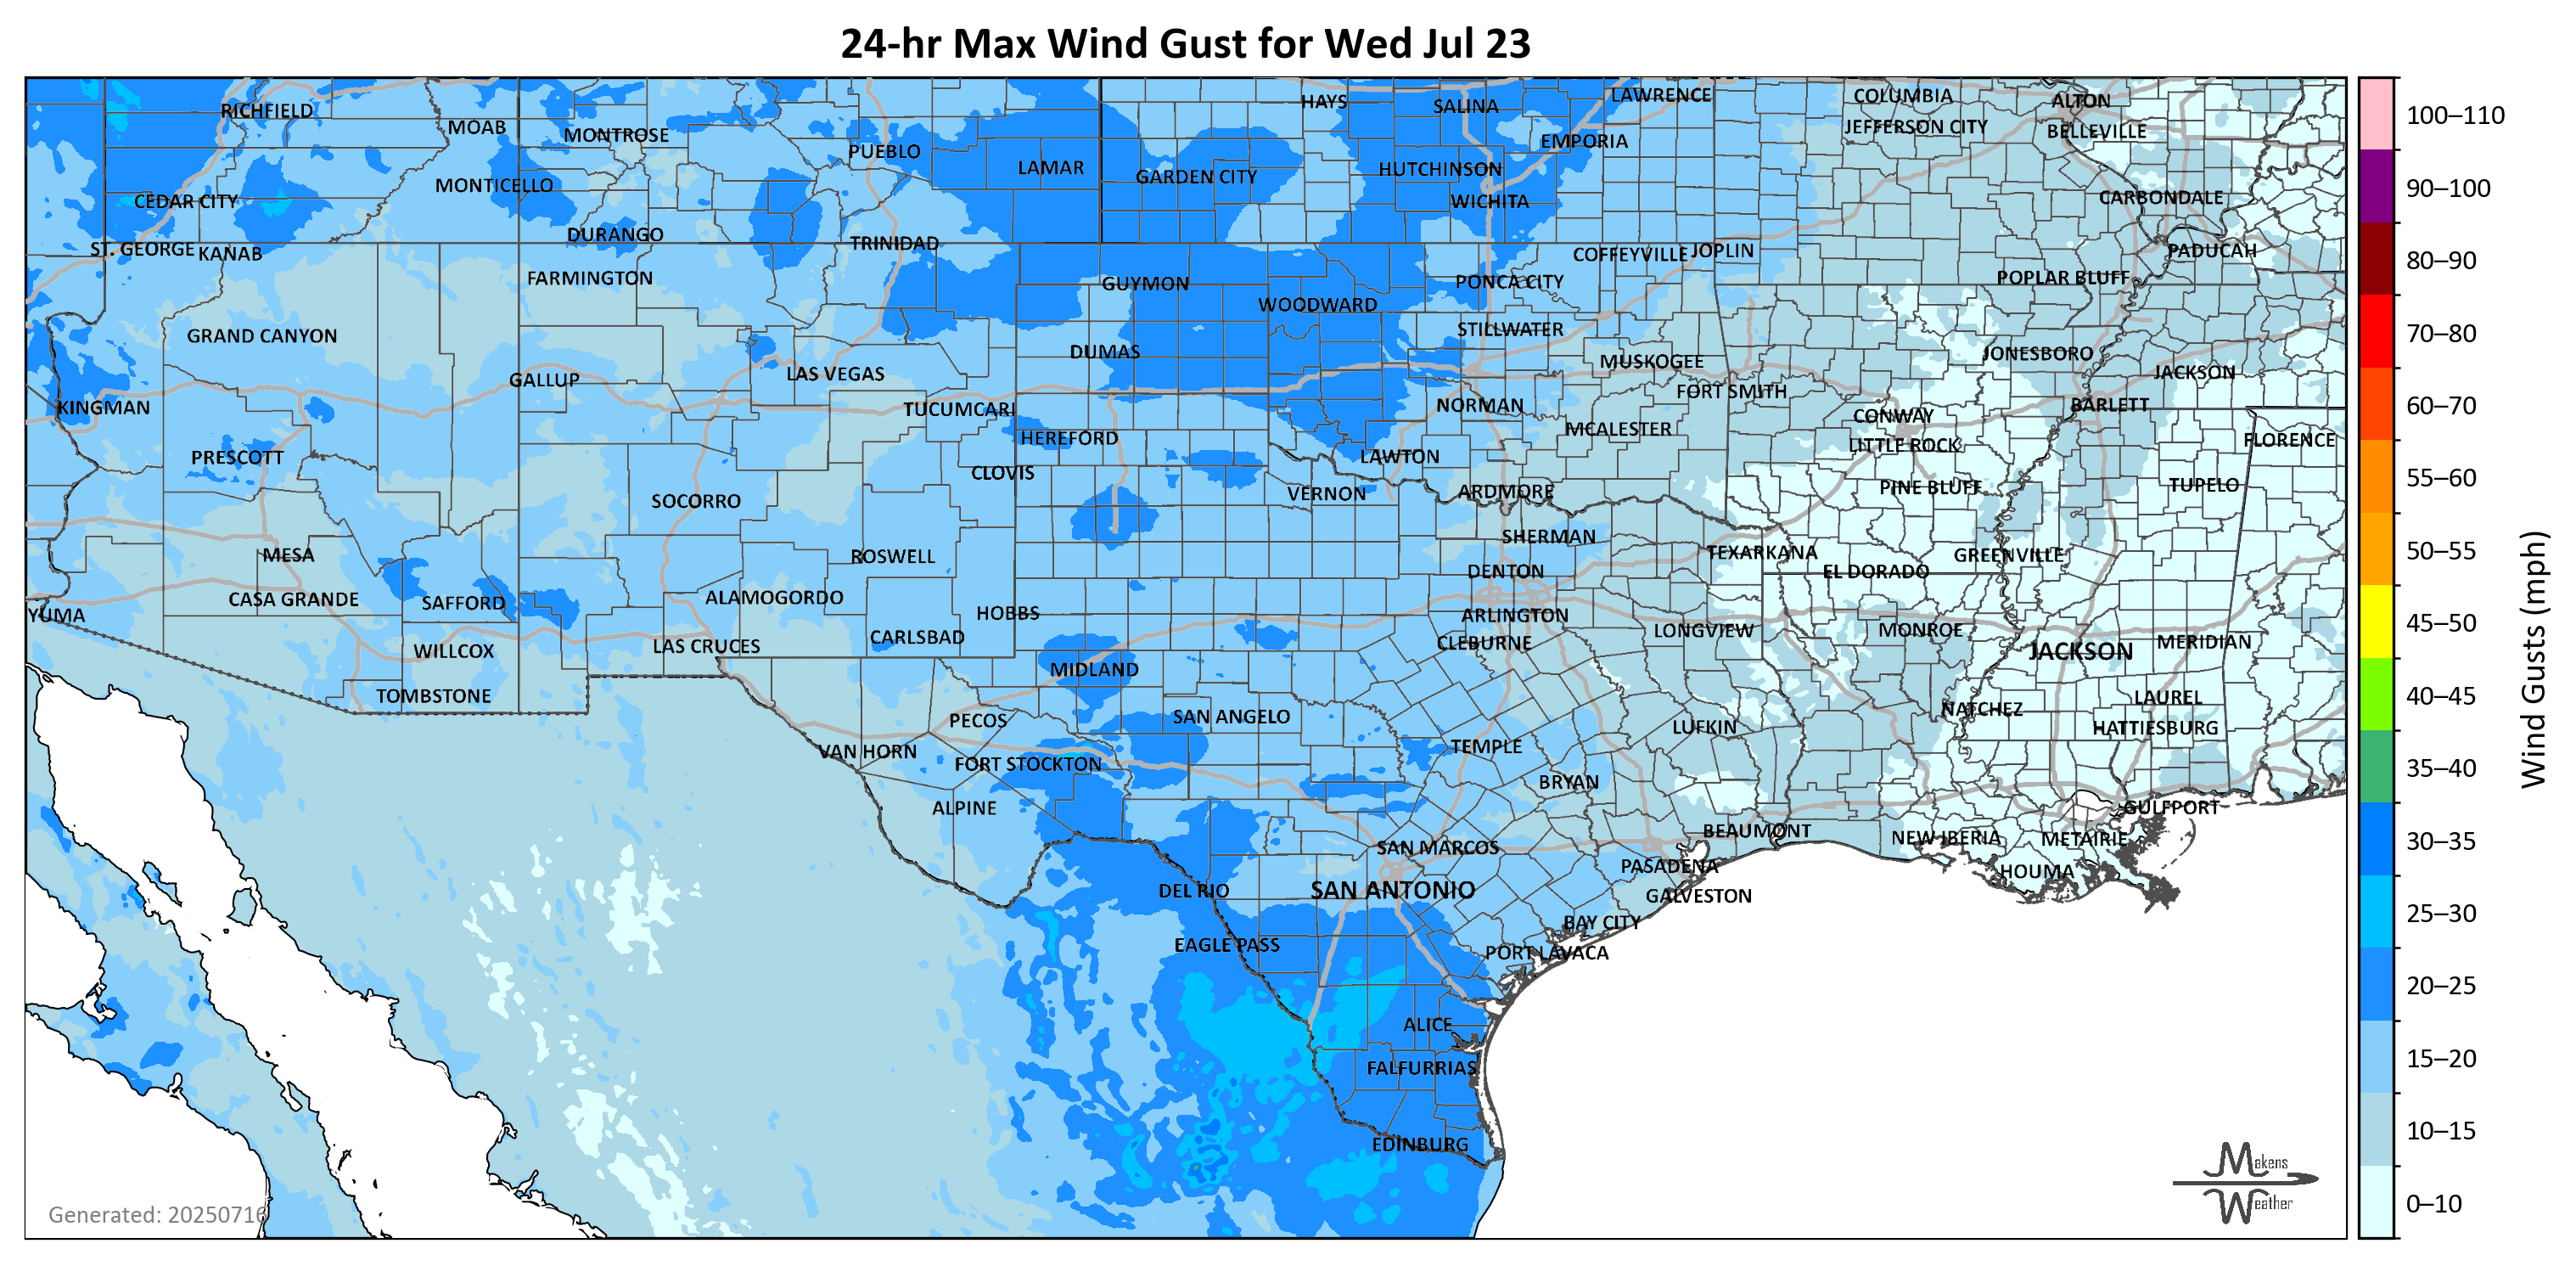 24-hr Max Wind Gust for Wed Jul 23
RICHFIELD
MOAB
MONTROSE
PUEBLO
LAMAR
GARDEN CITY
HAYS
SALINA
LAWRENCE
EMPORIA
HUTCHINSON
WICHITA
COLUMBIA
JEFFERSON CITY
ALTON
BELLEVILLE
CEDAR CITY
MONTICELLO
CARBONDALE
ST. GEORGE
KANAB
DURANGO
TRINIDAD
COFFEYVILLE
JOPLIN
PADUCAH
FARMINGTON
GUYMON
WOODWARD
PONCA CITY
POPLAR BLUFF
GRAND CANYON
DUMAS
STILLWATER
MUSKOGEE
JONESBORO
JACKSON
GALLUP
LAS VEGAS
FORT SMITH
KINGMAN
TUCUMCARI
NORMAN
CONWAY
BARLETT
HEREFORD
MCALESTER
LITTLE ROCK
FLORENCE
PRESCOTT
CLOVIS
LAWTON
SOCORRO
VERNON
ARDMORE
PINE BLUFF
TUPELO
MESA
ROSWELL
SHERMAN
TEXARKANA
GREENVILLE
DENTON
EL DORADO
YUMA
CASA GRANDE
SAFFORD
ALAMOGORDO
HOBBS
ARLINGTON
WILLCOX
LAS CRUCES
CARLSBAD
CLEBURNE
LONGVIEW
MONROE
JACKSON
MERIDIAN
MIDLAND
TOMBSTONE
PECOS
SAN ANGELO
LUFKIN
NATCHEZ
LAUREL
HATTIESBURG
VAN HORN
FORT STOCKTON
TEMPLE
BRYAN
ALPINE
GULFPORT
BEAUMONT
NEW IBERIA
METAIRIE
SAN MARCOS
PASADENA
HOUMA
DEL RIO
SAN ANTONIO
GALVESTON
BAY CITY
EAGLE PASS
PORT LAVACA
ALICE
FALFURRIAS
EDINBURG
Generated: 20250716
Makens
Weather
100–110
90–100
80–90
70–80
60–70
55–60
50–55
45–50
40–45
35–40
30–35
25–30
20–25
15–20
10–15
0–10
Wind Gusts (mph)